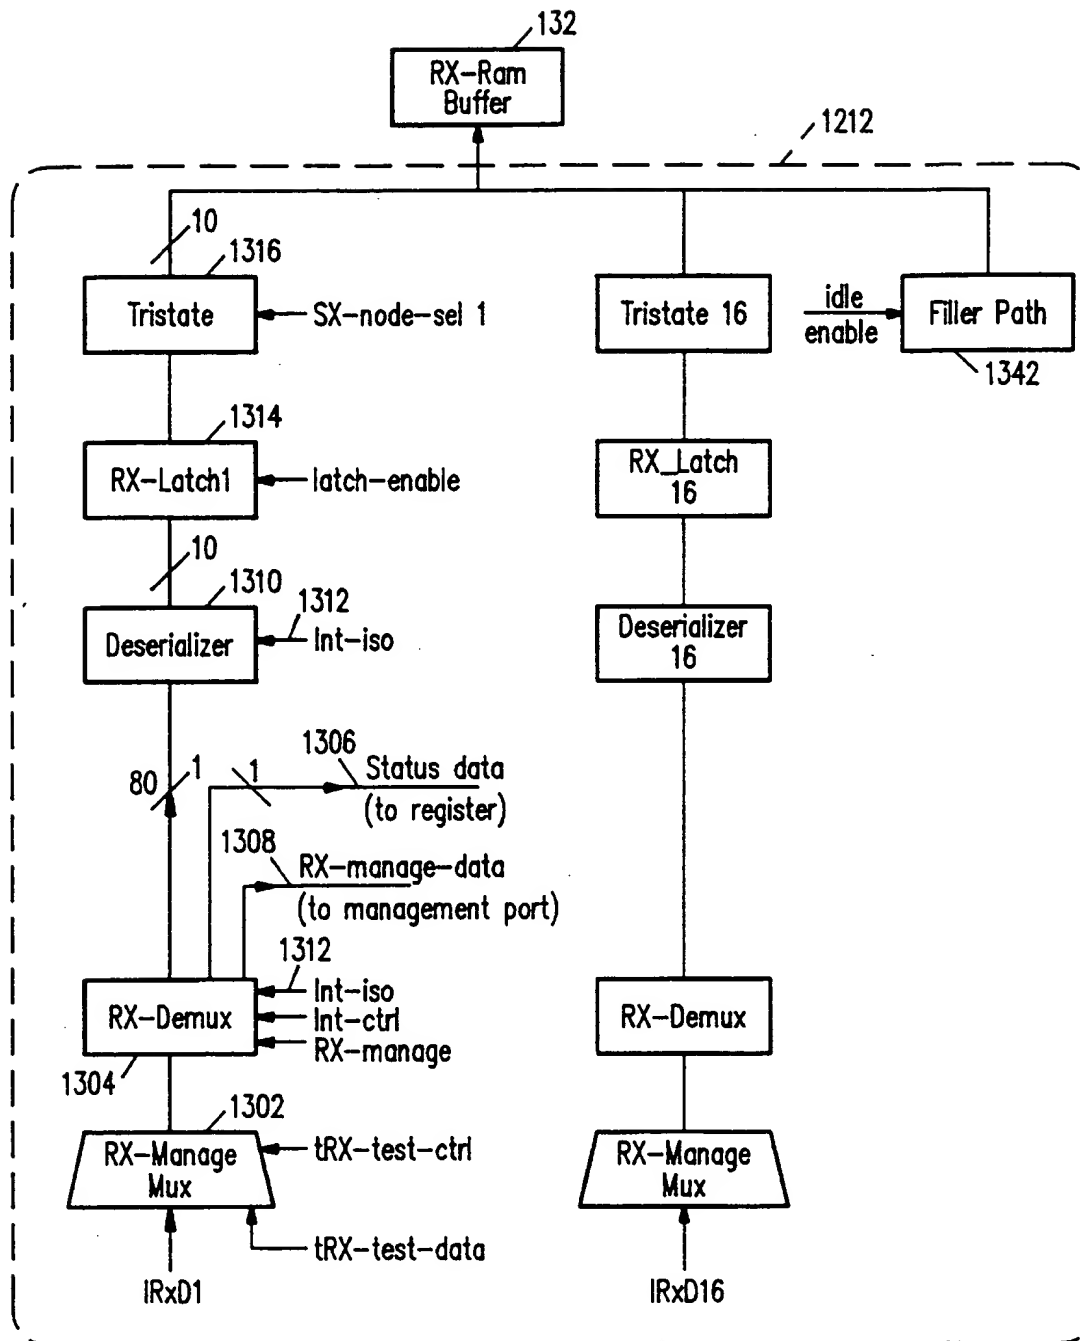 132
RX-Ram
Buffer
1212
10
1316
Tristate
SX-node-sel 1
Tristate 16
idle
enable
Filler Path
1342
1314
RX-Latch1
latch-enable
RX_Latch
16
10
1310
1312
Deserializer
Int-iso
Deserializer
16
80
1
1
1306
Status data
(to register)
1308
RX-manage-data
(to management port)
1312
RX-Demux
Int-iso
Int-ctrl
RX-manage
RX-Demux
1304
1302
RX-Manage
Mux
tRX-test-ctrl
RX-Manage
Mux
tRX-test-data
IRxD1
IRxD16